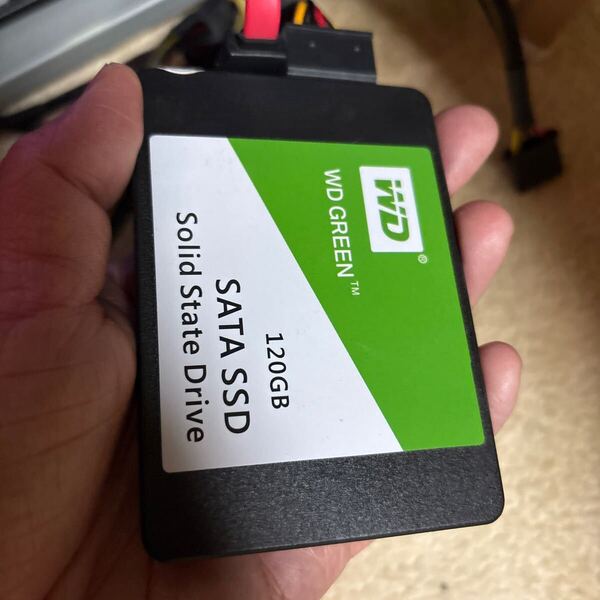 WD®
WD GREEN™
120GB
SATA SSD
Solid State Drive